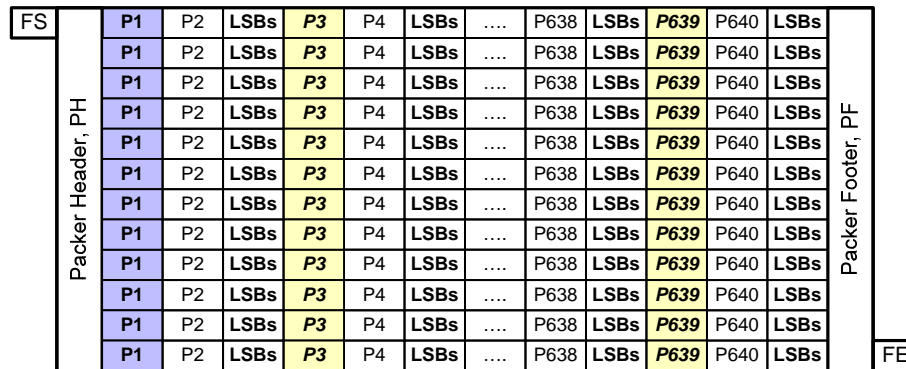 FS P1 P2 LSBs P3 P4 LSBs .... P638 LSBs P639 P640 LSBs
P1 P2 LSBs P3 P4 LSBs .... P638 LSBs P639 P640 LSBs
P1 P2 LSBs P3 P4 LSBs .... P638 LSBs P639 P640 LSBs
P1 P2 LSBs P3 P4 LSBs .... P638 LSBs P639 P640 LSBs
P1 P2 LSBs P3 P4 LSBs .... P638 LSBs P639 P640 LSBs
P1 P2 LSBs P3 P4 LSBs .... P638 LSBs P639 P640 LSBs
P1 P2 LSBs P3 P4 LSBs .... P638 LSBs P639 P640 LSBs
P1 P2 LSBs P3 P4 LSBs .... P638 LSBs P639 P640 LSBs
P1 P2 LSBs P3 P4 LSBs .... P638 LSBs P639 P640 LSBs
P1 P2 LSBs P3 P4 LSBs .... P638 LSBs P639 P640 LSBs
P1 P2 LSBs P3 P4 LSBs .... P638 LSBs P639 P640 LSBs
P1 P2 LSBs P3 P4 LSBs .... P638 LSBs P639 P640 LSBs
Packer Header, PH
Packer Footer, PF
FE